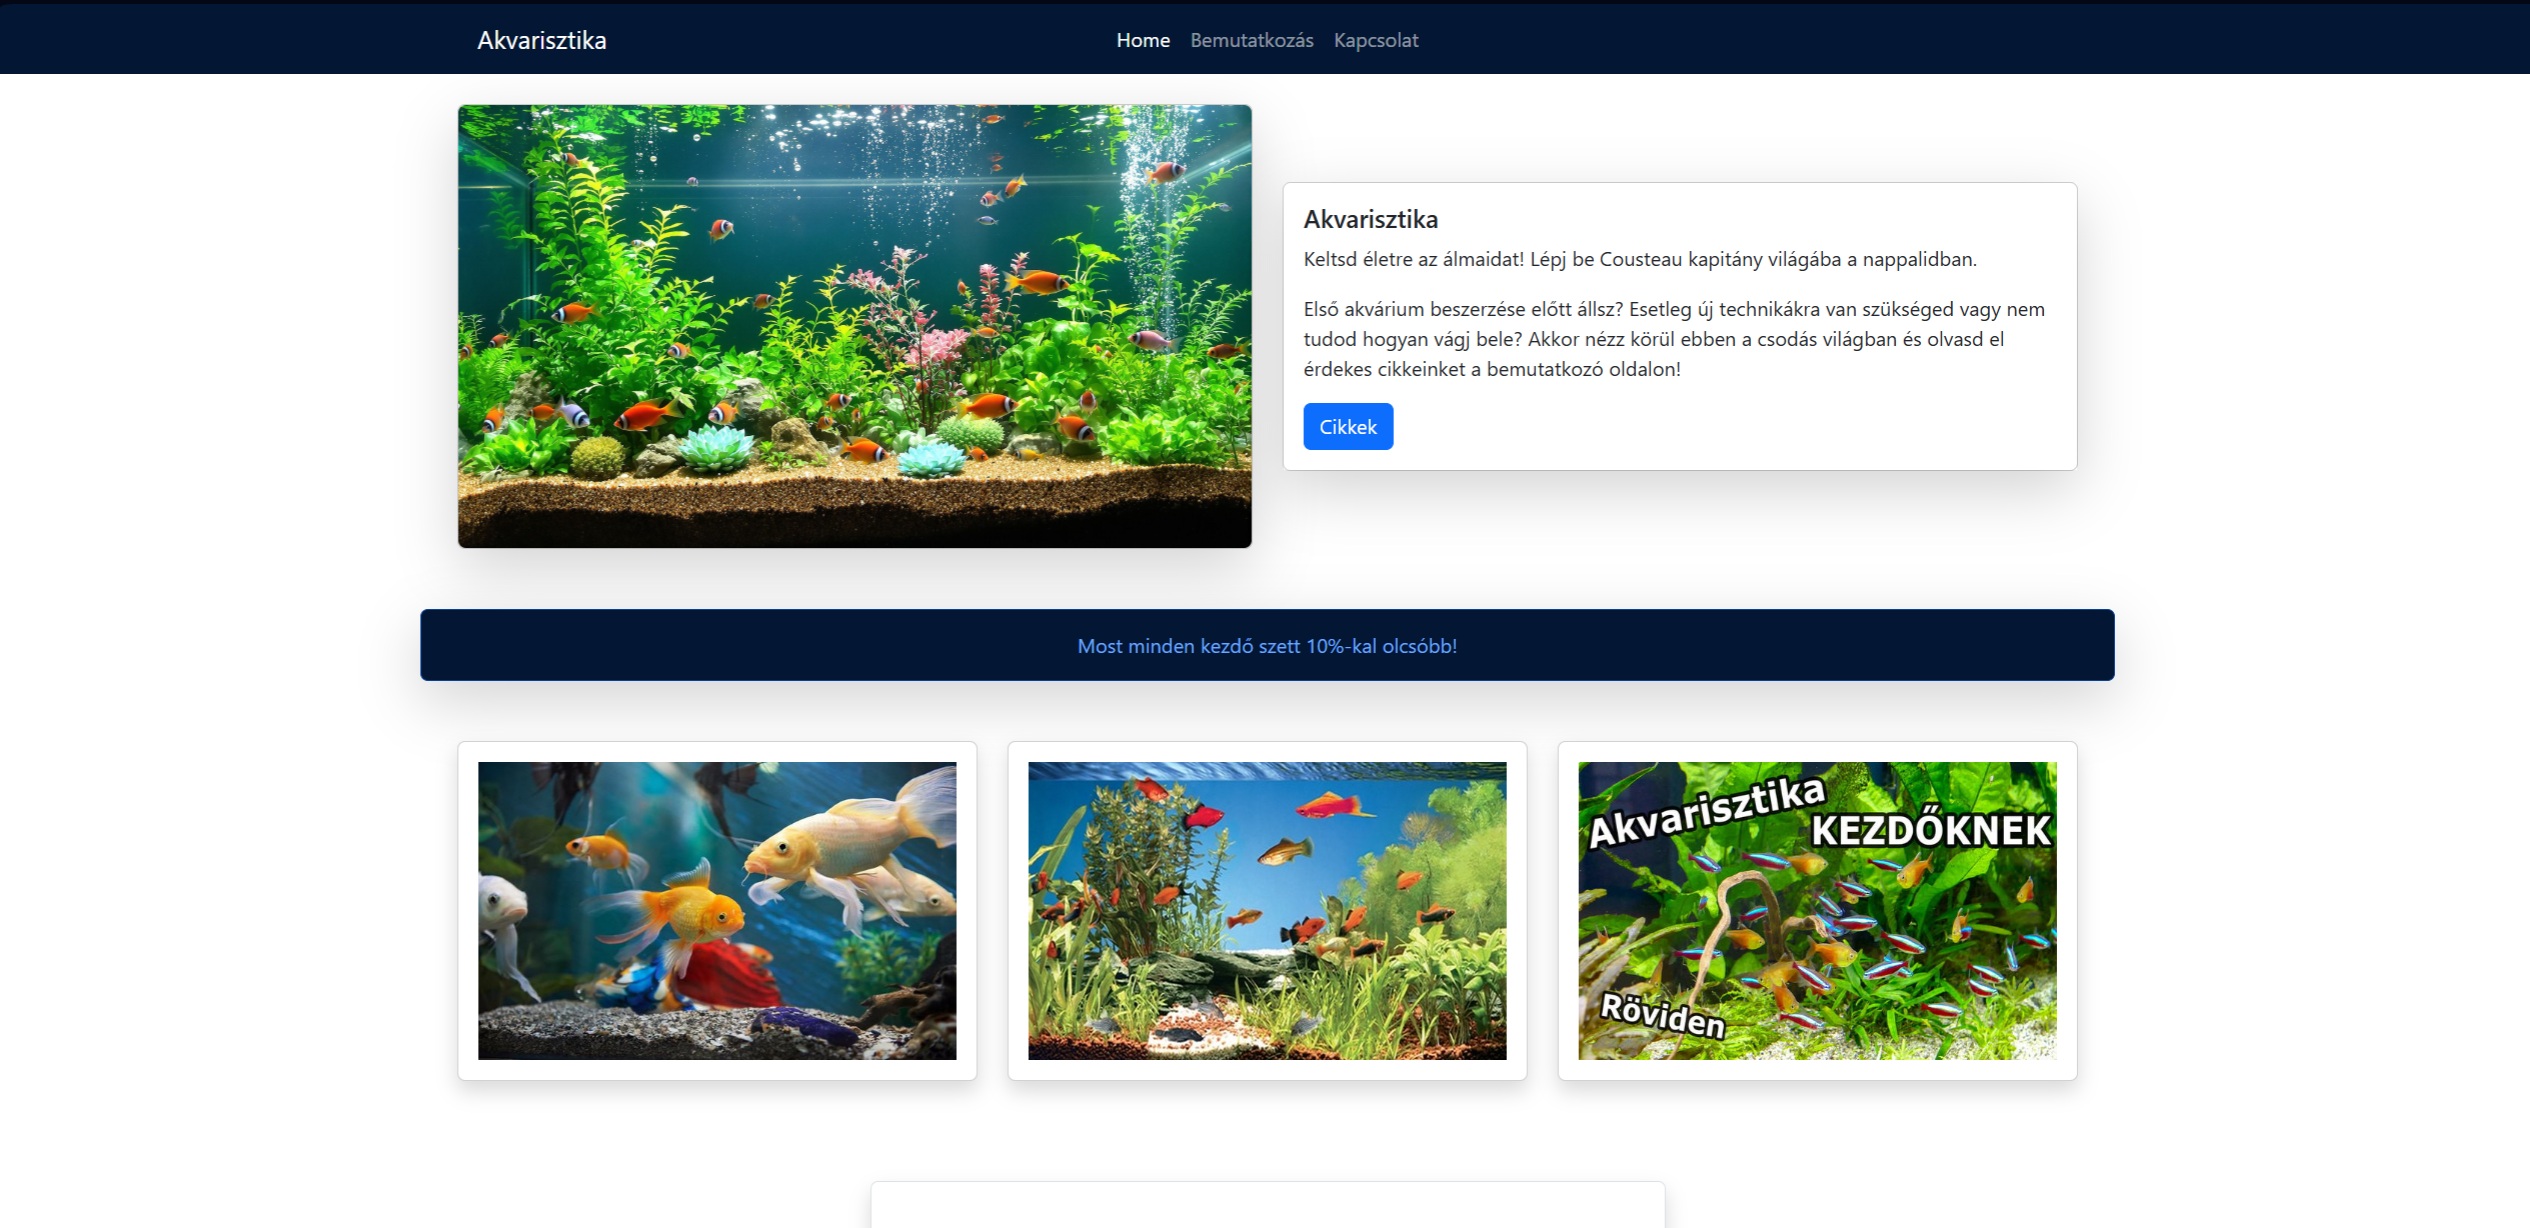 Akvarisztika
Home Bemutatkozás Kapcsolat
Akvarisztika
Keltsd életre az álmaidat! Lépj be Cousteau kapitány világába a nappalidban.
Első akvárium beszerzése előtt állsz? Esetleg új technikákra van szükséged vagy nem
tudod hogyan vágj bele? Akkor nézz körül ebben a csodás világban és olvasd el
érdekes cikkeinket a bemutatkozó oldalon!
Cikkek
Most minden kezdő szett 10%-kal olcsóbb!
Akvarisztika
KEZDŐKNEK
Röviden